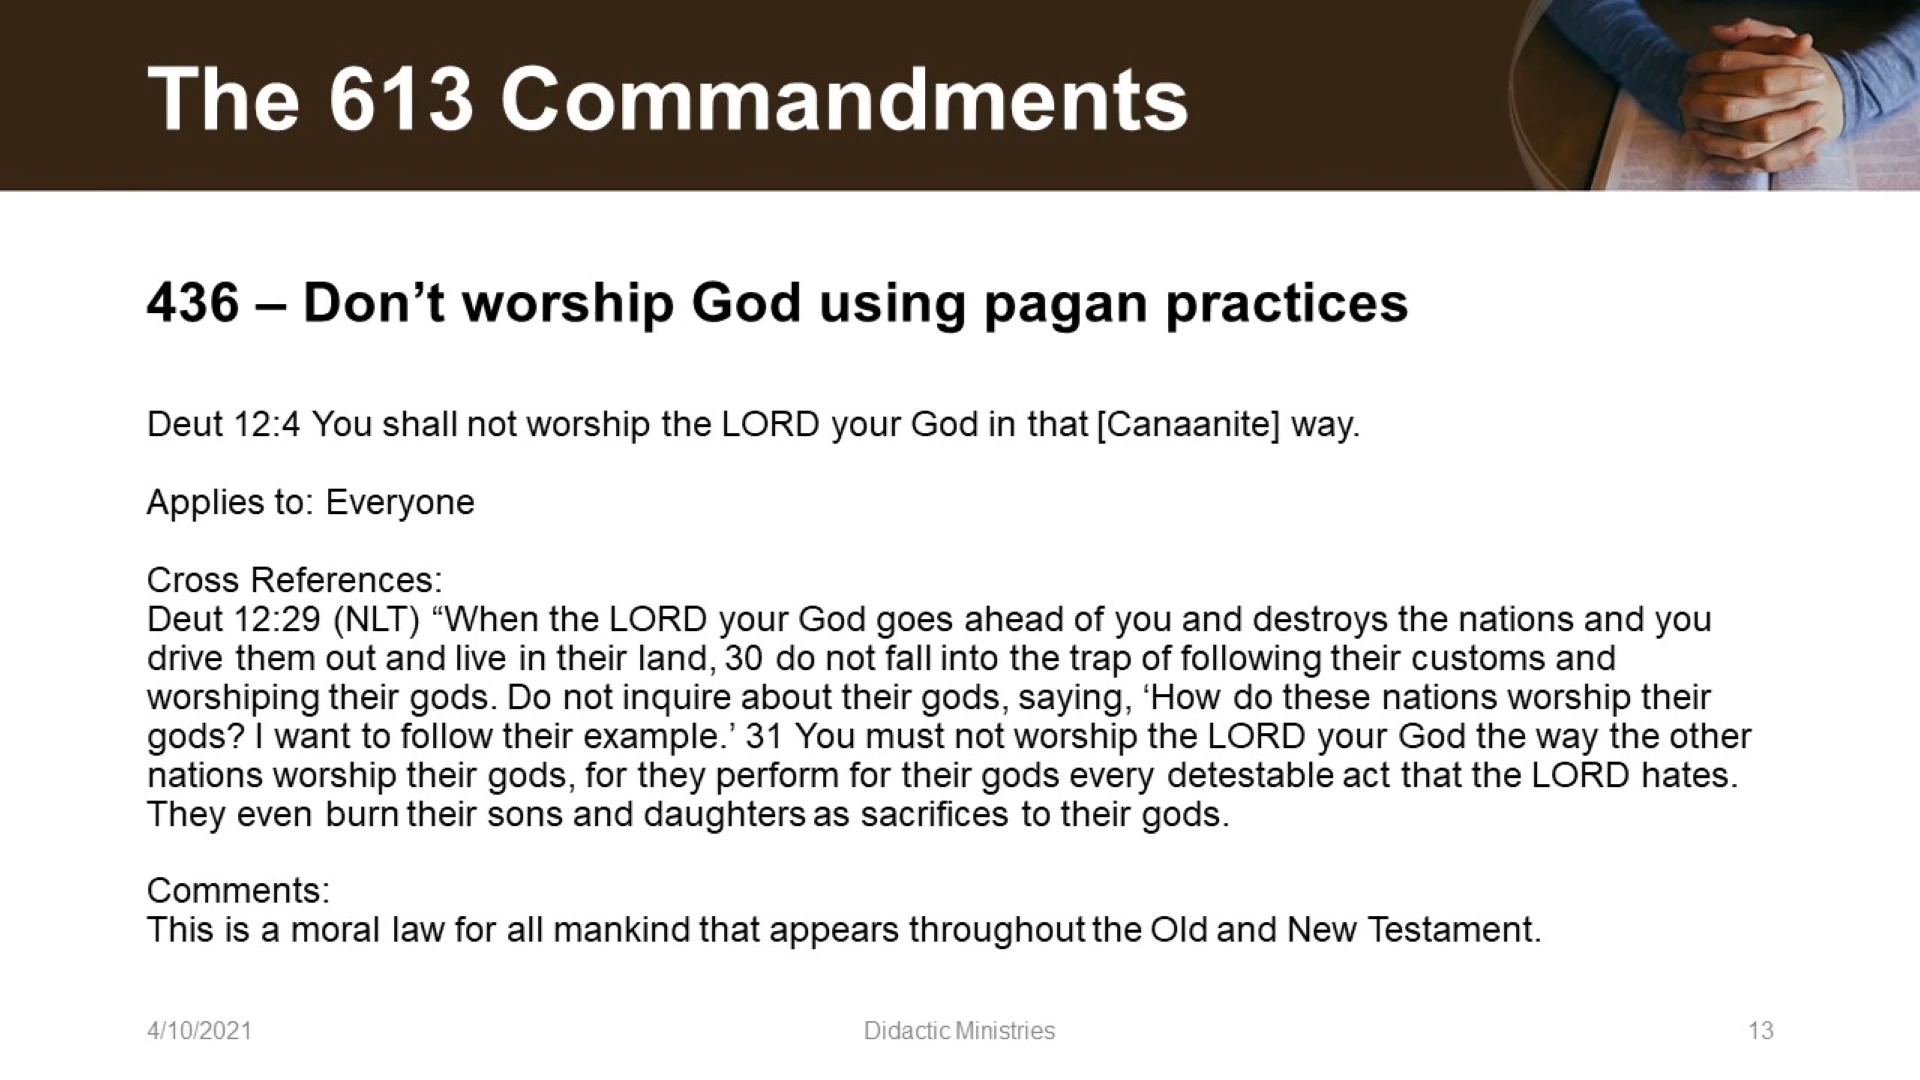 The 613 Commandments
436 – Don’t worship God using pagan practices
Deut 12:4 You shall not worship the LORD your God in that [Canaanite] way.
Applies to: Everyone
Cross References:
Deut 12:29 (NLT) “When the LORD your God goes ahead of you and destroys the nations and you
drive them out and live in their land, 30 do not fall into the trap of following their customs and
worshiping their gods. Do not inquire about their gods, saying, ‘How do these nations worship their
gods? I want to follow their example.’ 31 You must not worship the LORD your God the way the other
nations worship their gods, for they perform for their gods every detestable act that the LORD hates.
They even burn their sons and daughters as sacrifices to their gods.
Comments:
This is a moral law for all mankind that appears throughout the Old and New Testament.
4/10/2021
Didactic Ministries
13